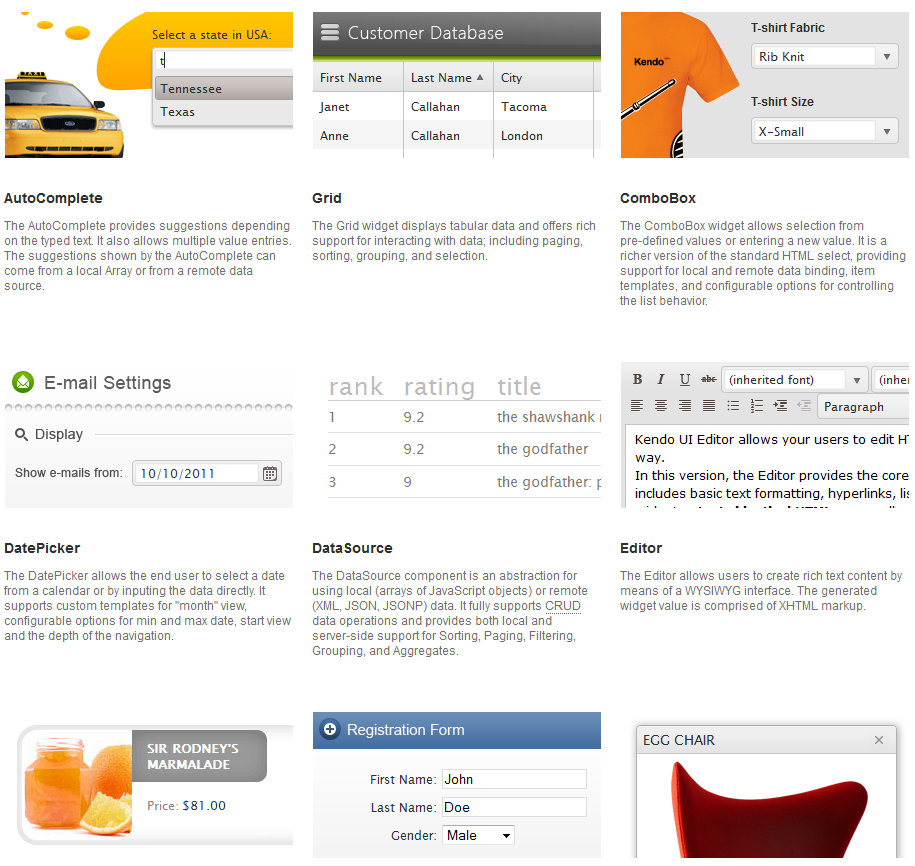 Select a state in USA:
t
Tennessee
Texas
TAXI
Customer Database
First Name Last Name ▲ City
Janet Callahan Tacoma
Anne Callahan London
Kendo
T-shirt Fabric
Rib Knit
T-shirt Size
X-Small
AutoComplete
The AutoComplete provides suggestions depending
on the typed text. It also allows multiple value entries.
The suggestions shown by the AutoComplete can
come from a local Array or from a remote data
source.
Grid
The Grid widget displays tabular data and offers rich
support for interacting with data; including paging,
sorting, grouping, and selection.
ComboBox
The ComboBox widget allows selection from
pre-defined values or entering a new value. It is a
richer version of the standard HTML select, providing
support for local and remote data binding, item
templates, and configurable options for controlling
the list behavior.
E-mail Settings
Display
Show e-mails from: 10/10/2011
rank rating title
1 9.2 the shawshank
2 9.2 the godfather
3 9 the godfather: p
B I U abc (inherited font) (inhe
Paragraph
Kendo UI Editor allows your users to edit HT
way.
In this version, the Editor provides the core
includes basic text formatting, hyperlinks, lis
DatePicker
The DatePicker allows the end user to select a date
from a calendar or by inputing the data directly. It
supports custom templates for "month" view,
configurable options for min and max date, start view
and the depth of the navigation.
DataSource
The DataSource component is an abstraction for
using local (arrays of JavaScript objects) or remote
(XML, JSON, JSONP) data. It fully supports CRUD
data operations and provides both local and
server-side support for Sorting, Paging, Filtering,
Grouping, and Aggregates.
Editor
The Editor allows users to create rich text content by
means of a WYSIWYG interface. The generated
widget value is comprised of XHTML markup.
SIR RODNEY'S
MARMALADE
Price: $81.00
Registration Form
First Name: John
Last Name: Doe
Gender: Male
EGG CHAIR